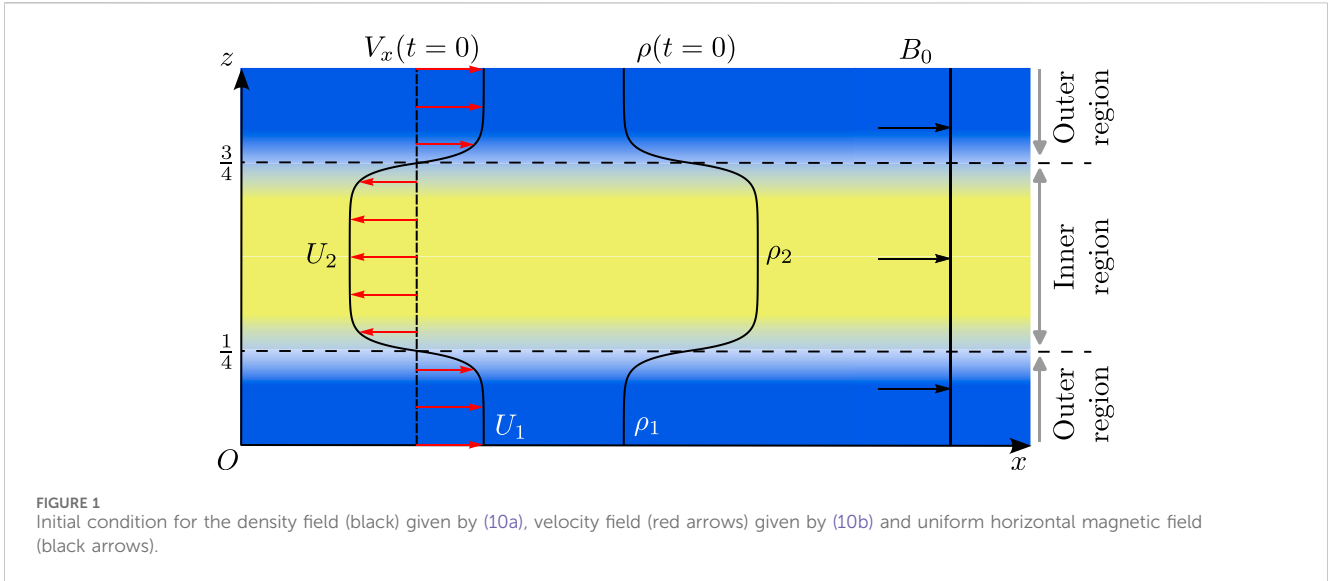 z
V_x(t = 0)
ρ(t = 0)
B_0
Outer
region
3/4
U_2
ρ_2
Inner
region
1/4
U_1
ρ_1
Outer
region
O
x
FIGURE 1
Initial condition for the density field (black) given by (10a), velocity field (red arrows) given by (10b) and uniform horizontal magnetic field
(black arrows).